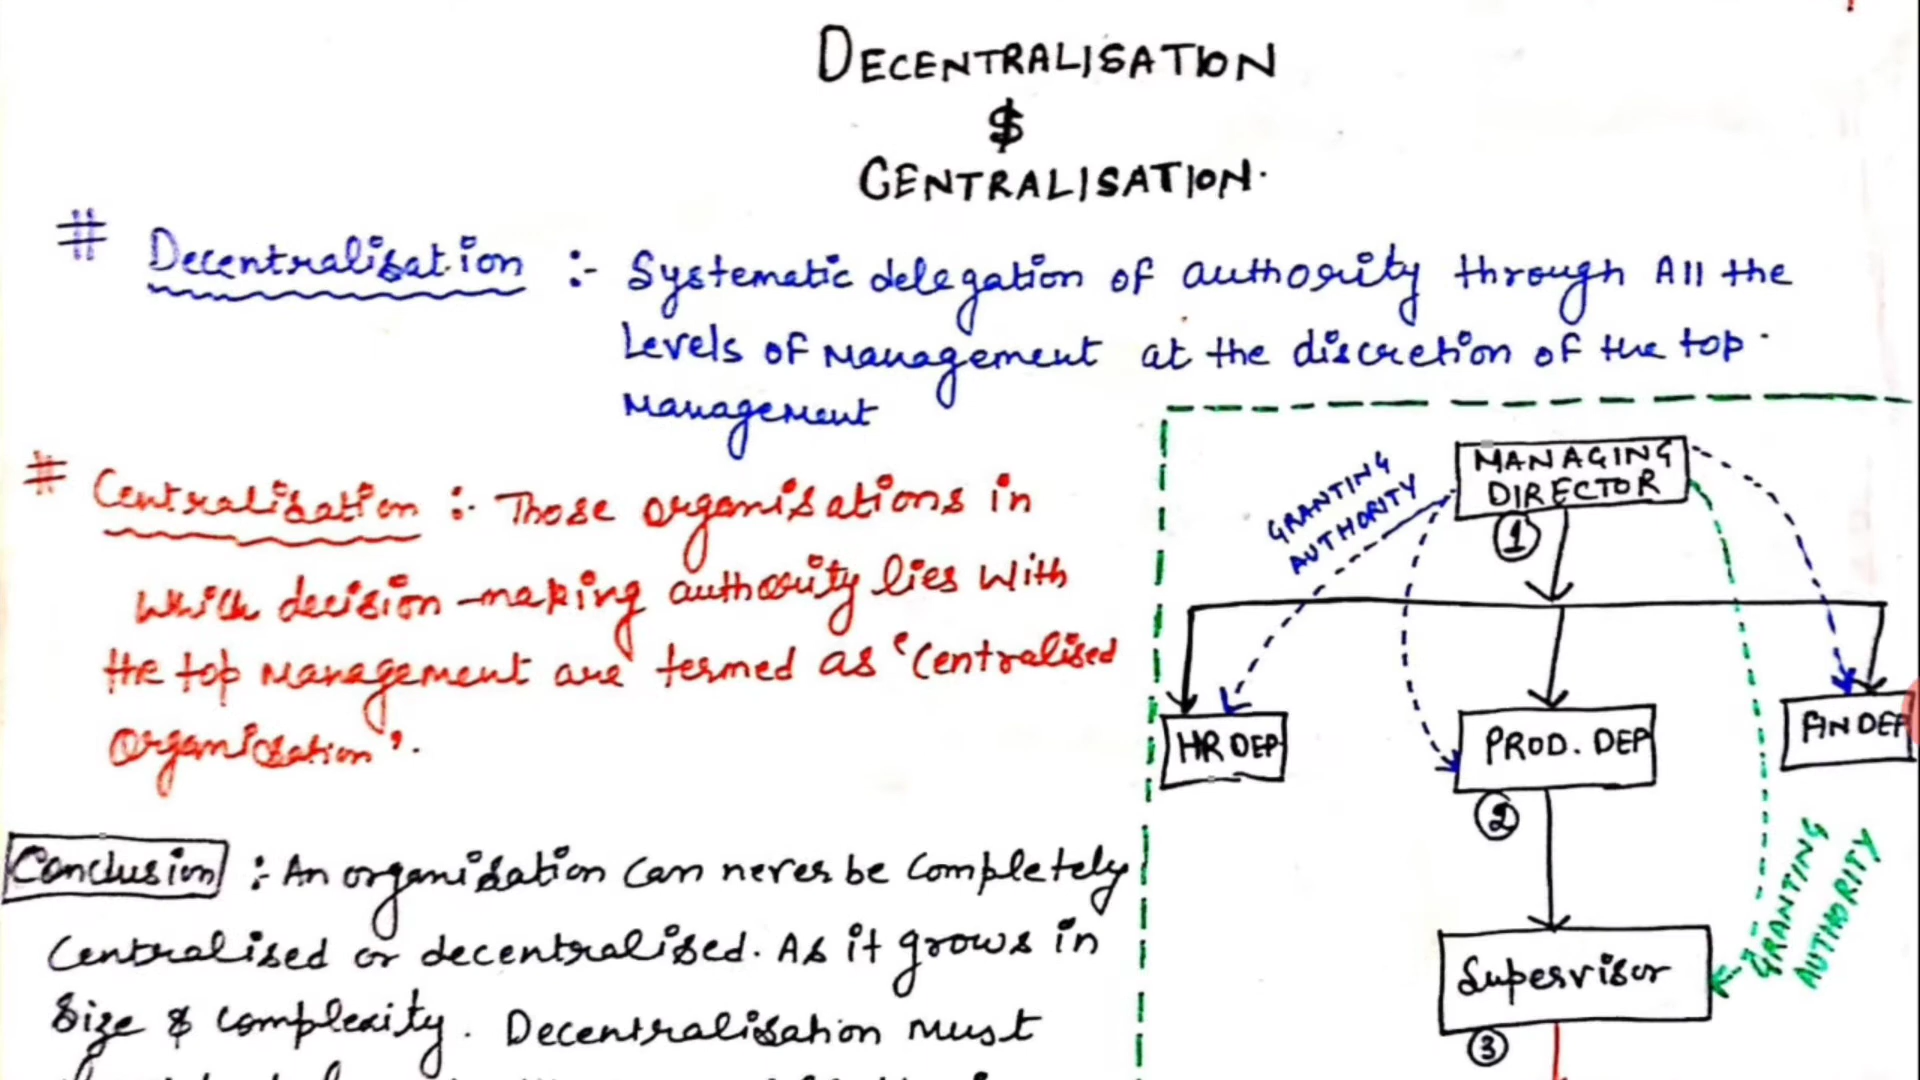 DECENTRALISATION
$
CENTRALISATION.
# Decentralisation :- Systematic delegation of authority through All the
Levels of Management at the discretion of the top.
Management
# Centralisation :- Those organisations in
which decision-making authority lies with
the top Management are termed as 'Centralised
Organisation'.
Conclusion :- An organisation can never be completely
Centralised or decentralised. As it grows in
Size & complexity. Decentralisation must
MANAGING
DIRECTOR
1
GRANTING
AUTHORITY
HR DEP
PROD. DEP
FIN DEP
2
GRANTING
AUTHORITY
Supervisor
3